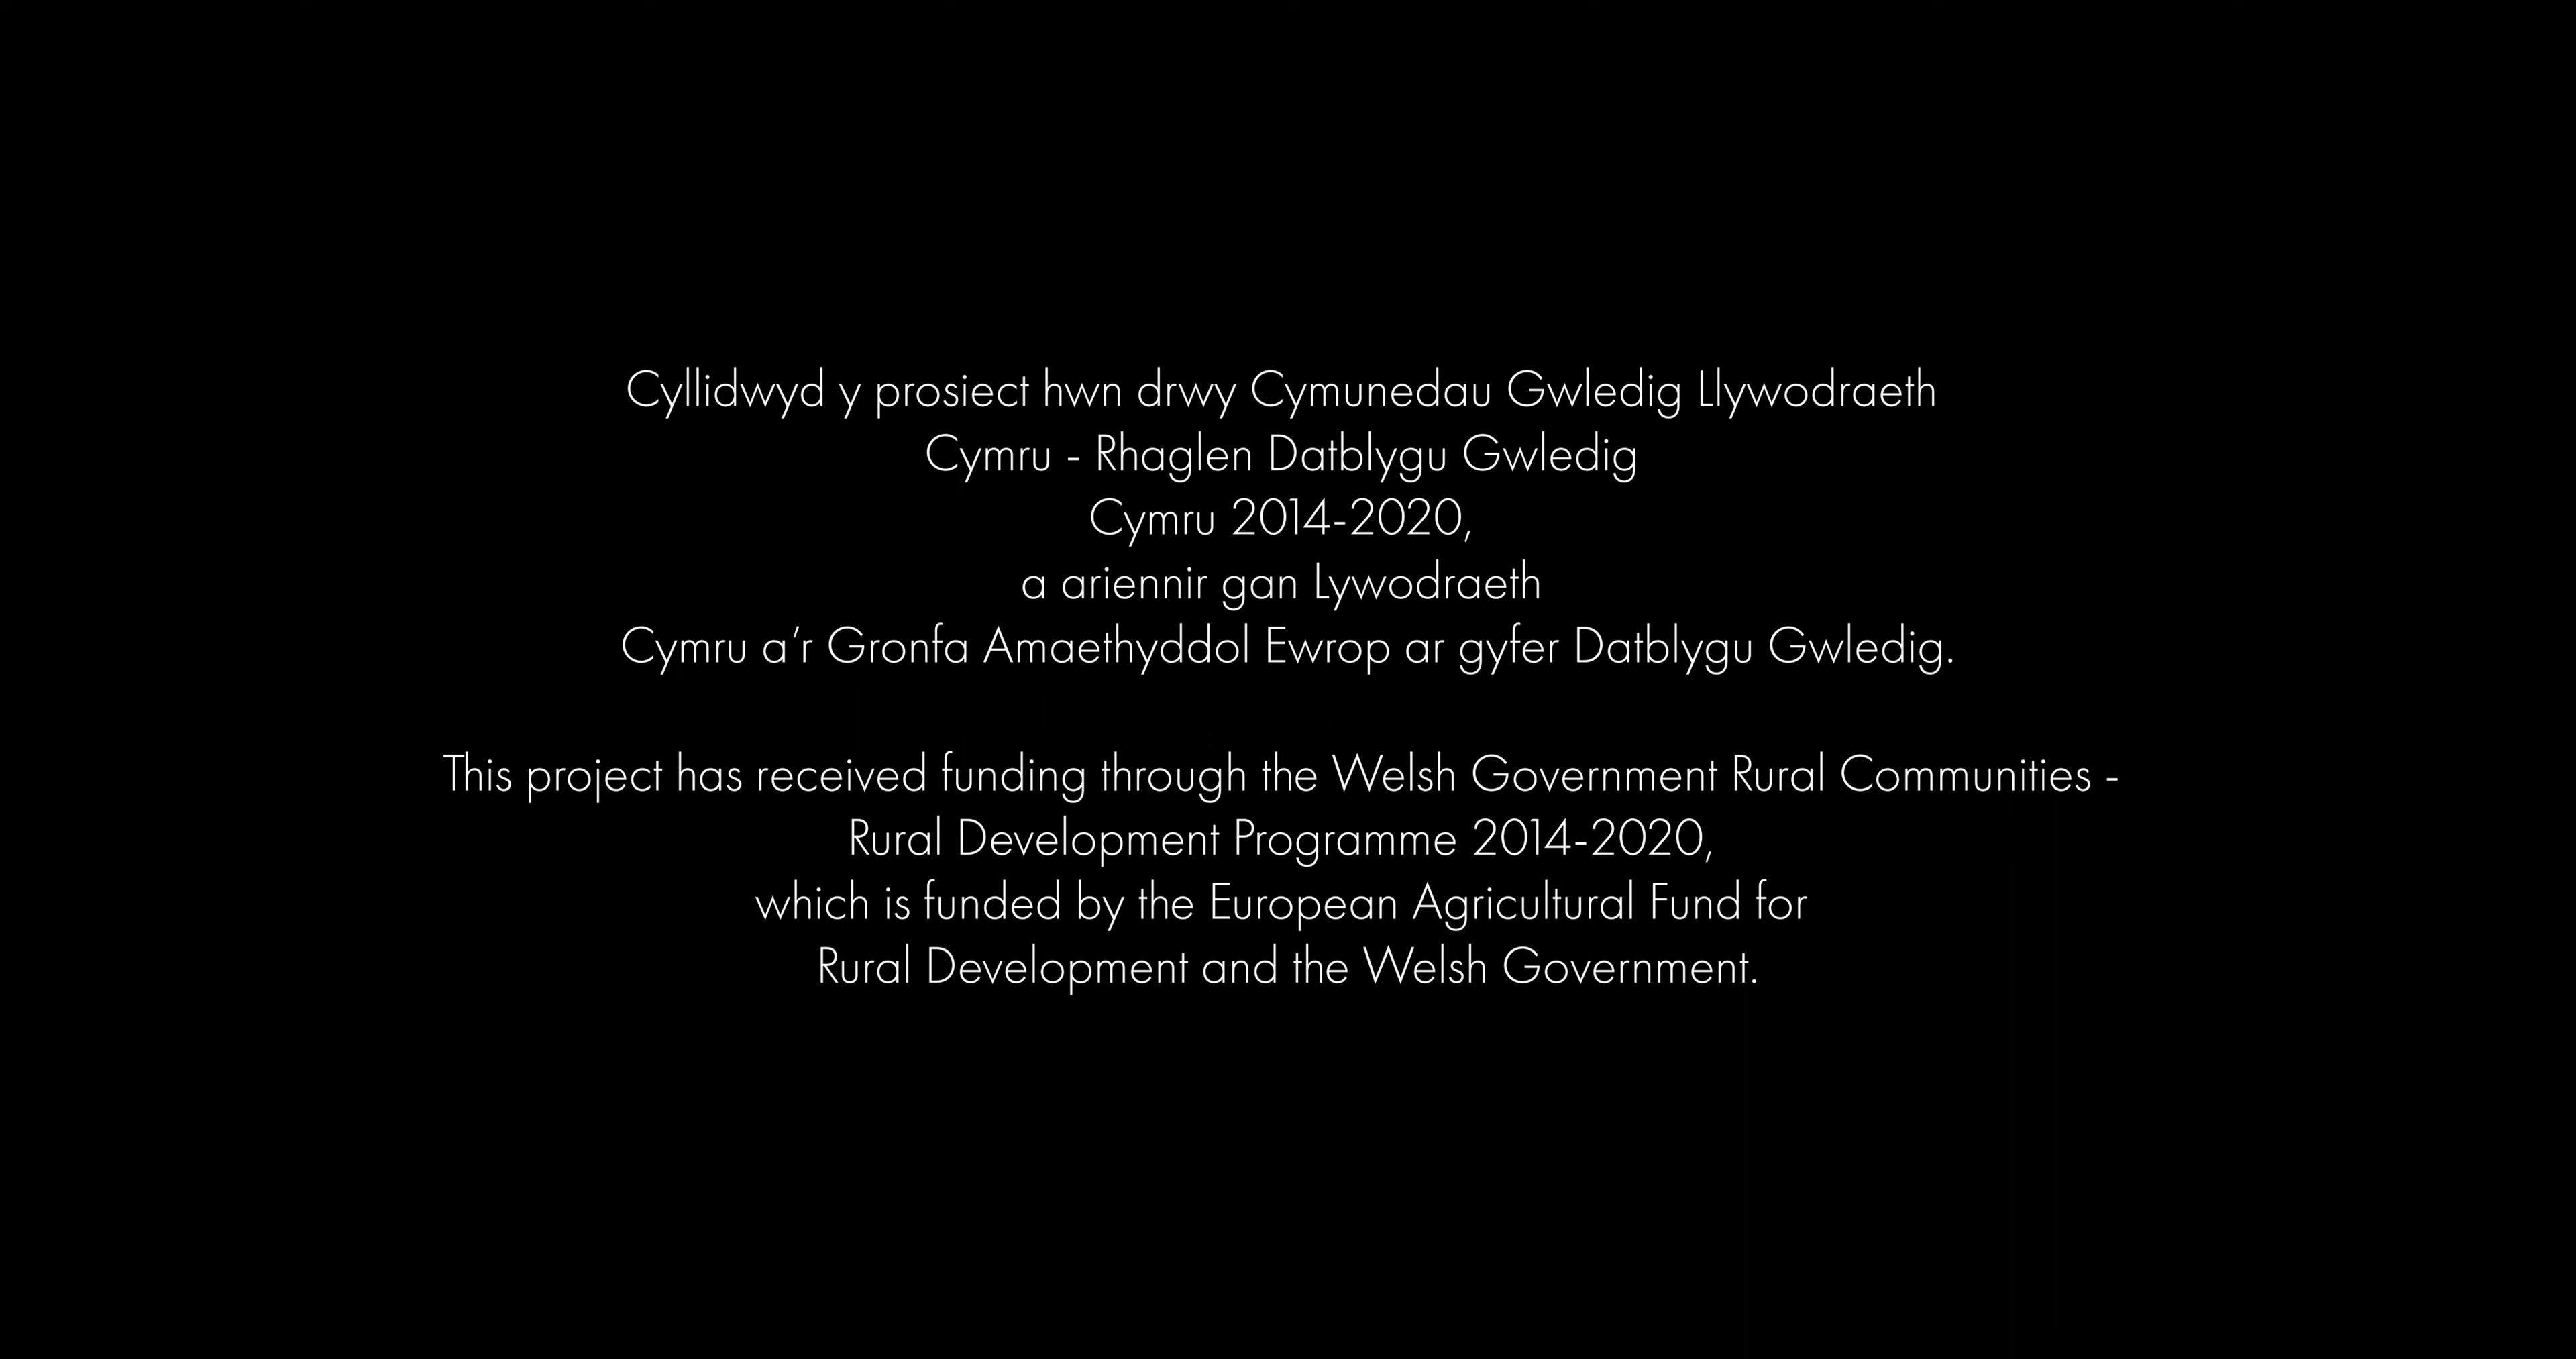 Cyllidwyd y prosiect hwn drwy Cymunedau Gwledig Llywodraeth
Cymru - Rhaglen Datblygu Gwledig
Cymru 2014-2020,
a ariennir gan Lywodraeth
Cymru a’r Gronfa Amaethyddol Ewrop ar gyfer Datblygu Gwledig.
This project has received funding through the Welsh Government Rural Communities -
Rural Development Programme 2014-2020,
which is funded by the European Agricultural Fund for
Rural Development and the Welsh Government.